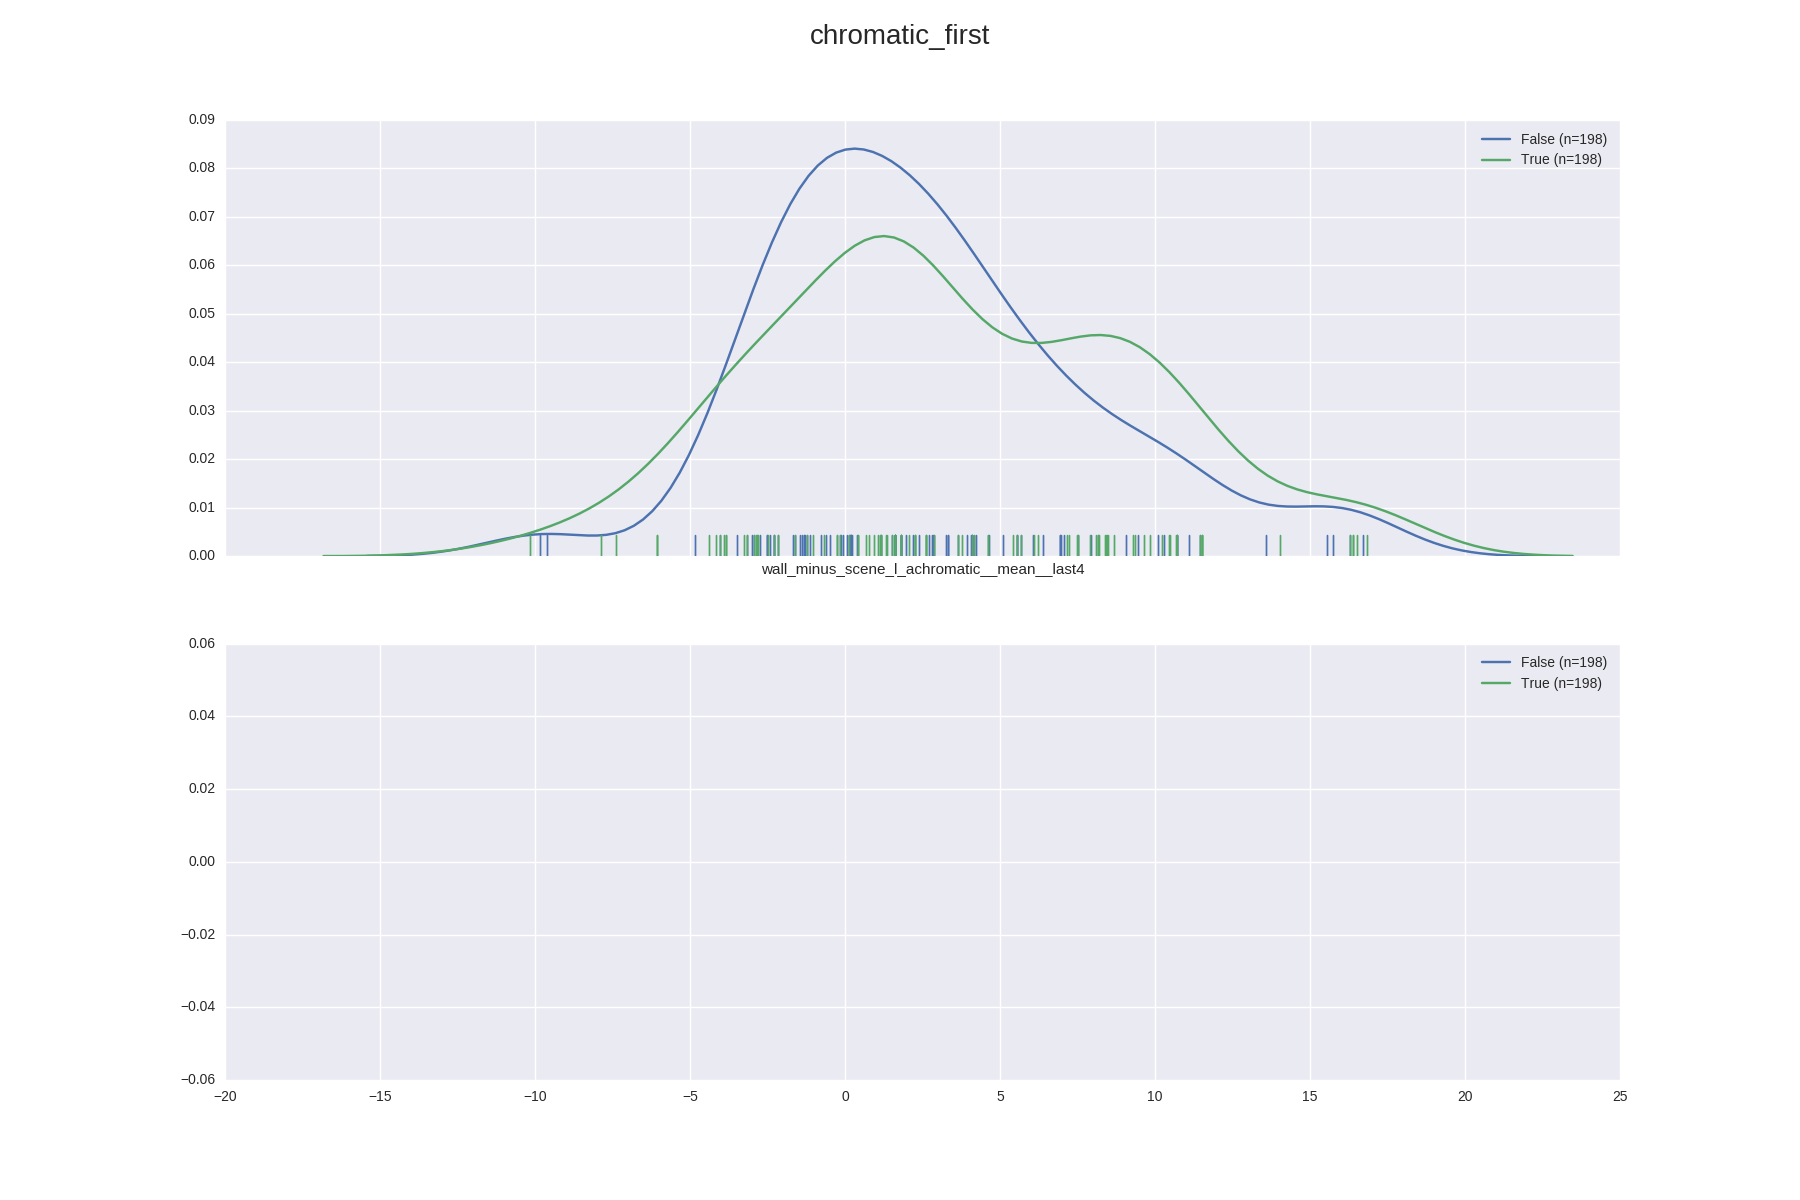 chromatic_first
0.09
0.08
0.07
0.06
0.05
0.04
0.03
0.02
0.01
0.00
False (n=198)
True (n=198)
wall_minus_scene_l_achromatic__mean__last4
0.06
0.04
0.02
0.00
−0.02
−0.04
−0.06
False (n=198)
True (n=198)
−20 −15 −10 −5 0 5 10 15 20 25